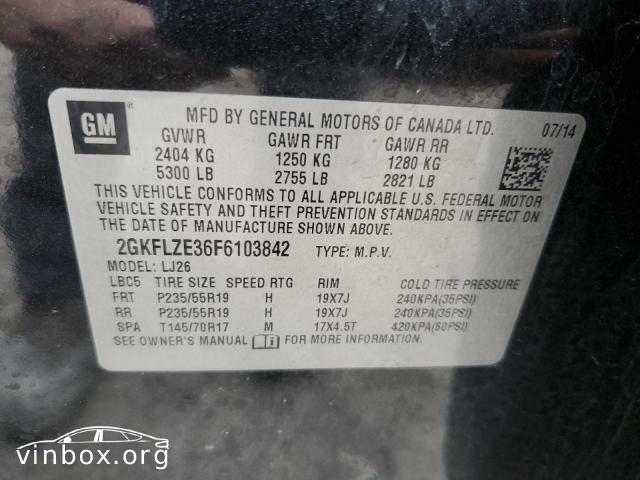 GM ®
MFD BY GENERAL MOTORS OF CANADA LTD. 07/14
GVWR GAWR FRT GAWR RR
2404 KG 1250 KG 1280 KG
5300 LB 2755 LB 2821 LB
THIS VEHICLE CONFORMS TO ALL APPLICABLE U.S. FEDERAL MOTOR
VEHICLE SAFETY AND THEFT PREVENTION STANDARDS IN EFFECT ON
THE DATE OF MANUFACTURE SHOWN ABOVE.
2GKFLZE36F6103842 TYPE: M.P.V.
MODEL: LJ26
LBC5 TIRE SIZE SPEED RTG RIM COLD TIRE PRESSURE
FRT P235/55R19 H 19X7J 240KPA(35PSI)
RR P235/55R19 H 19X7J 240KPA(35PSI)
SPA T145/70R17 M 17X4.5T 420KPA(60PSI)
SEE OWNER'S MANUAL FOR MORE INFORMATION.
vinbox.org